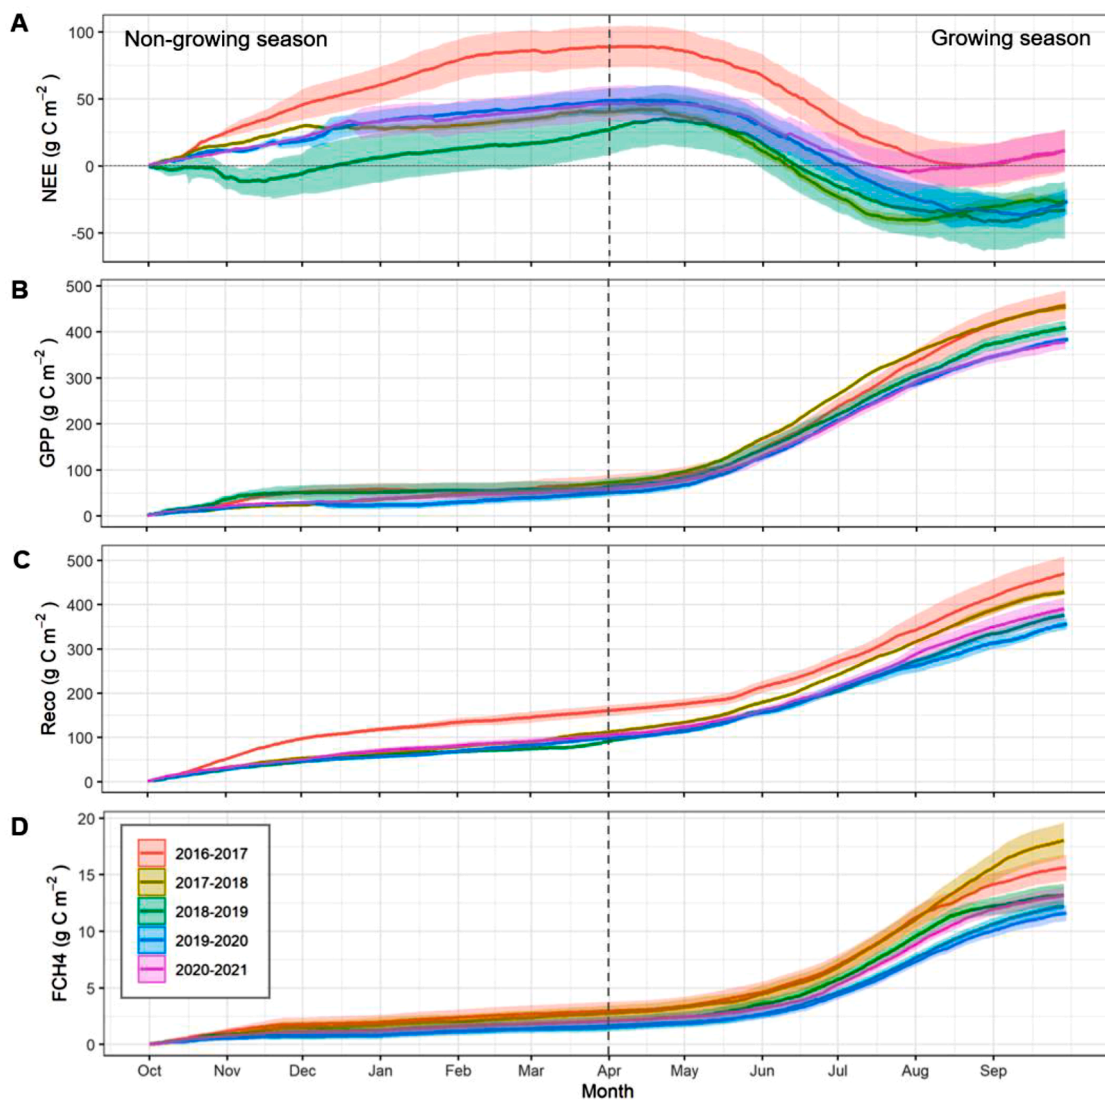 A
Non-growing season
Growing season
NEE (g C m⁻²)
100
50
0
-50
B
GPP (g C m⁻²)
500
400
300
200
100
0
C
Reco (g C m⁻²)
500
400
300
200
100
0
D
FCH4 (g C m⁻²)
20
15
10
5
0
2016-2017
2017-2018
2018-2019
2019-2020
2020-2021
Oct Nov Dec Jan Feb Mar Apr May Jun Jul Aug Sep
Month